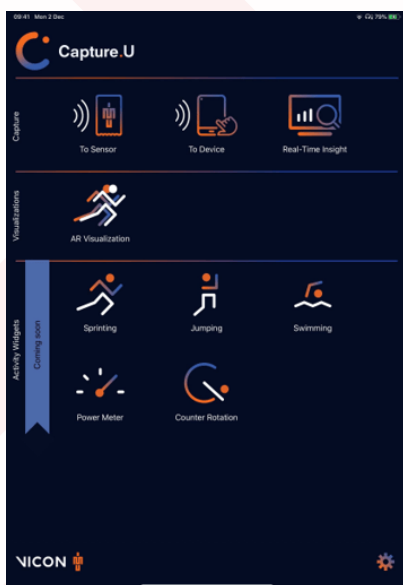 09:41 Mon 2 Dec
79%
Capture.U
Capture
To Sensor
To Device
Real-Time Insight
Visualizations
AR Visualization
Activity Widgets
Coming soon
Sprinting
Jumping
Swimming
Power Meter
Counter Rotation
VICON